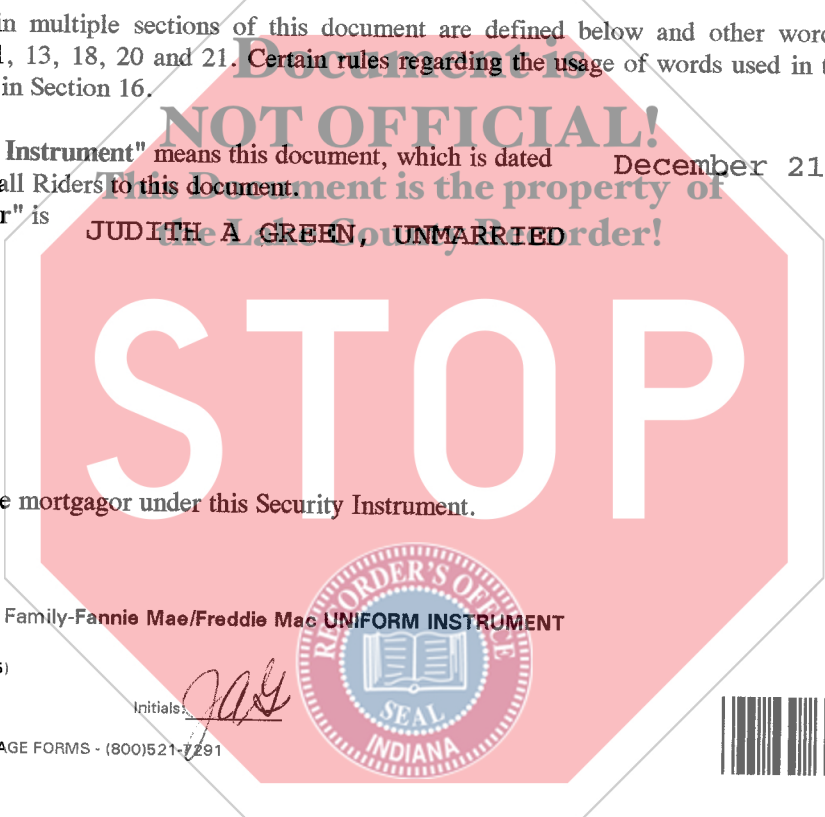 in multiple sections of this document are defined below and other wor
, 13, 18, 20 and 21. Certain rules regarding the usage of words used in
in Section 16.
Document is
NOT OFFICIAL!
Instrument" means this document, which is dated December 21
all Riders to this document.
This Document is the property of
r" is
JUDITH A GREEN, UNMARRIED
the Lake County Recorder!
STOP
e mortgagor under this Security Instrument.
Family-Fannie Mae/Freddie Mac UNIFORM INSTRUMENT
RECORDER'S OFFICE
SEAL
INDIANA
Initials: JAG
AGE FORMS - (800)521-7291